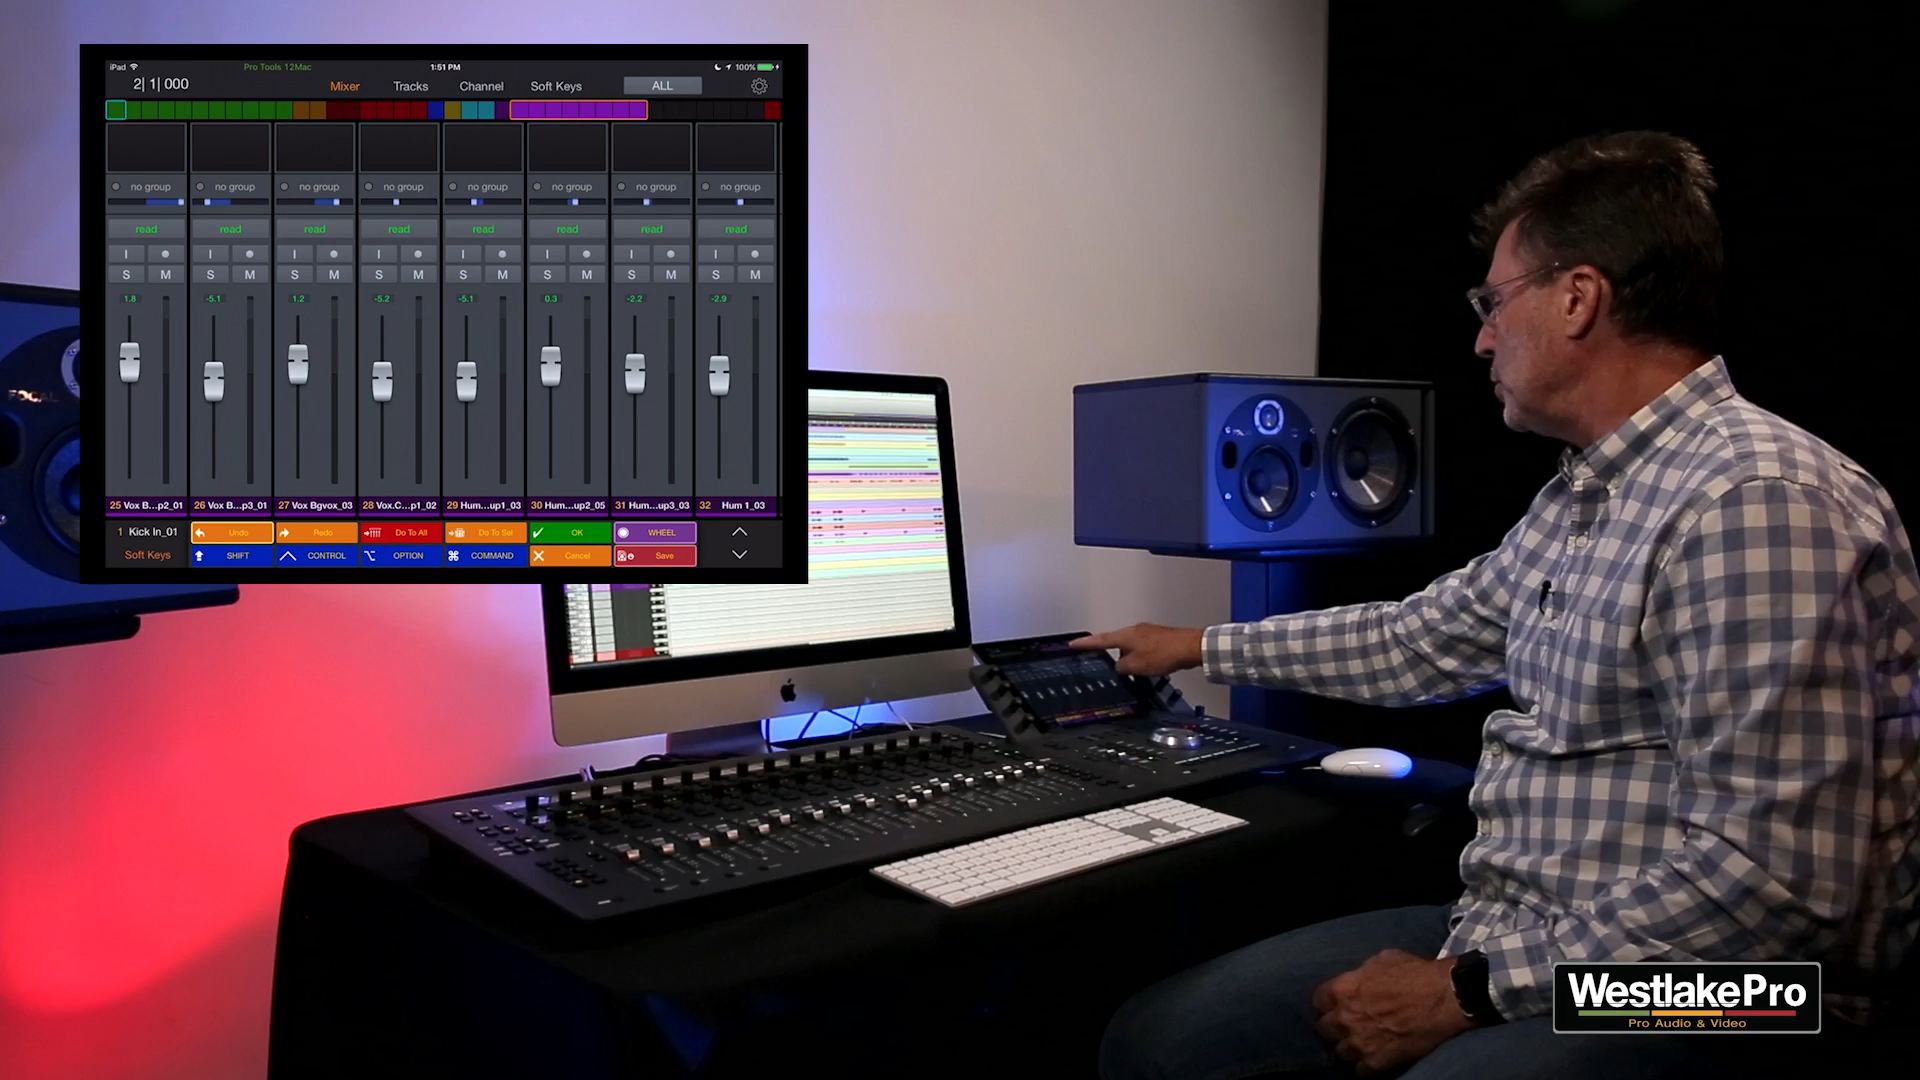 iPad Pro Tools 12Mac 1:51 PM 100%
2| 1| 000 Mixer Tracks Channel Soft Keys ALL
no group no group no group no group no group no group no group no group
read read read read read read read read
I I I I I I I I
S M S M S M S M S M S M S M S M
1.8 -5.1 1.2 -5.2 -5.1 0.3 -2.2 -2.9
25 Vox B...p2_01 26 Vox B...p3_01 27 Vox Bgvox_03 28 Vox.C...p1_02 29 Hum...up1_03 30 Hum...up2_05 31 Hum...up3_03 32 Hum 1_03
1 Kick In_01 Undo Redo Do To All Do To Sel OK WHEEL
Soft Keys SHIFT CONTROL OPTION COMMAND Cancel Save
FOCAL
WestlakePro
Pro Audio & Video